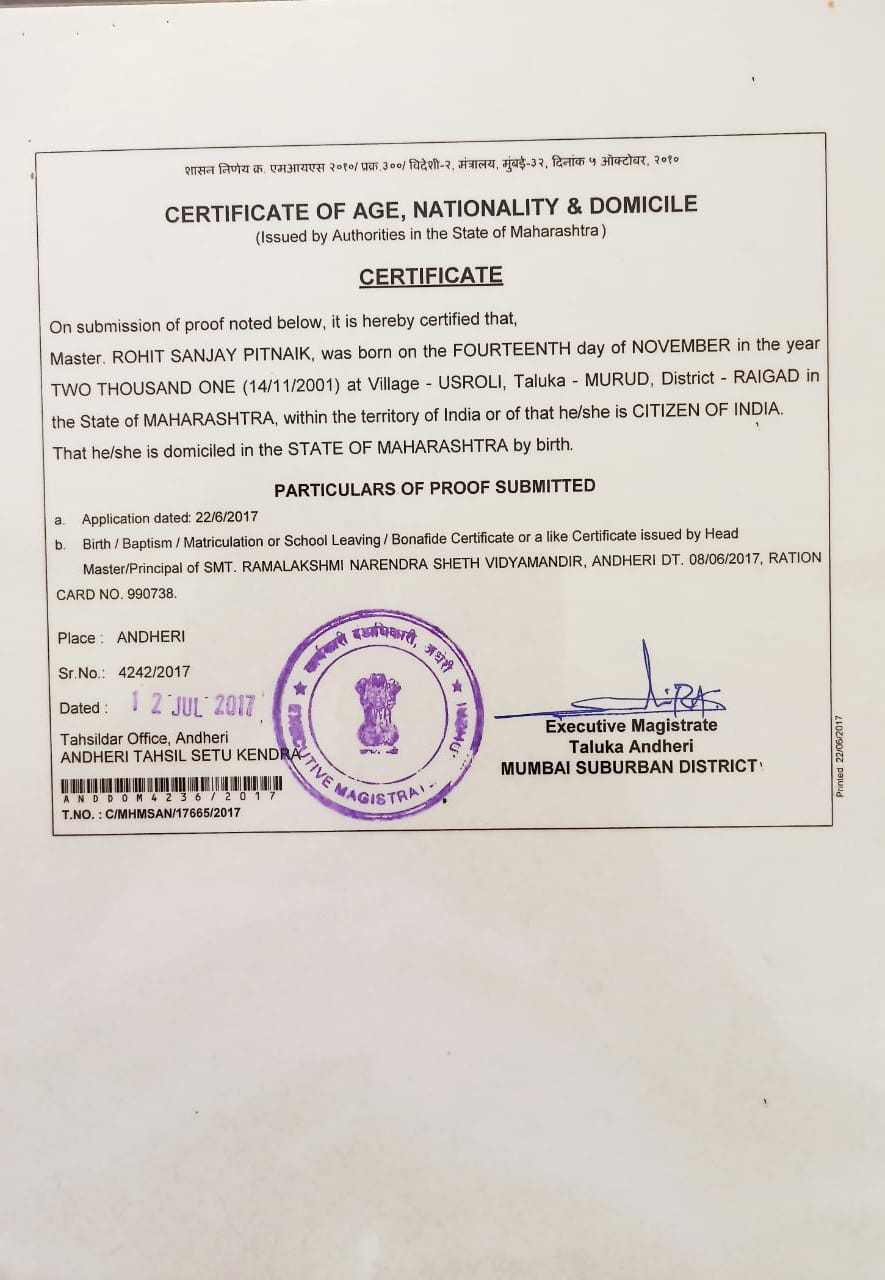 शासन निर्णय क्र. एमआयएस २०१०/ प्रक्र.३००/ विदेशी-२, मंत्रालय, मुंबई-३२, दिनांक ५ ऑक्टोबर, २०१०
CERTIFICATE OF AGE, NATIONALITY & DOMICILE
(Issued by Authorities in the State of Maharashtra)
CERTIFICATE
On submission of proof noted below, it is hereby certified that,
Master. ROHIT SANJAY PITNAIK, was born on the FOURTEENTH day of NOVEMBER in the year
TWO THOUSAND ONE (14/11/2001) at Village - USROLI, Taluka - MURUD, District - RAIGAD in
the State of MAHARASHTRA, within the territory of India or of that he/she is CITIZEN OF INDIA.
That he/she is domiciled in the STATE OF MAHARASHTRA by birth.
PARTICULARS OF PROOF SUBMITTED
a. Application dated: 22/6/2017
b. Birth / Baptism / Matriculation or School Leaving / Bonafide Certificate or a like Certificate issued by Head
Master/Principal of SMT. RAMALAKSHMI NARENDRA SHETH VIDYAMANDIR, ANDHERI DT. 08/06/2017, RATION
CARD NO. 990738.
Place : ANDHERI
Sr.No.: 4242/2017
Dated : 12 JUL 2017
Tahsildar Office, Andheri
ANDHERI TAHSIL SETU KENDRA
ANDDOM4236/2017
T.NO. : C/MHMSAN/17665/2017
कार्यकारी दंडाधिकारी, अंधेरी
EXECUTIVE MAGISTRA
Executive Magistrate
Taluka Andheri
MUMBAI SUBURBAN DISTRICT
Printed 22/06/2017